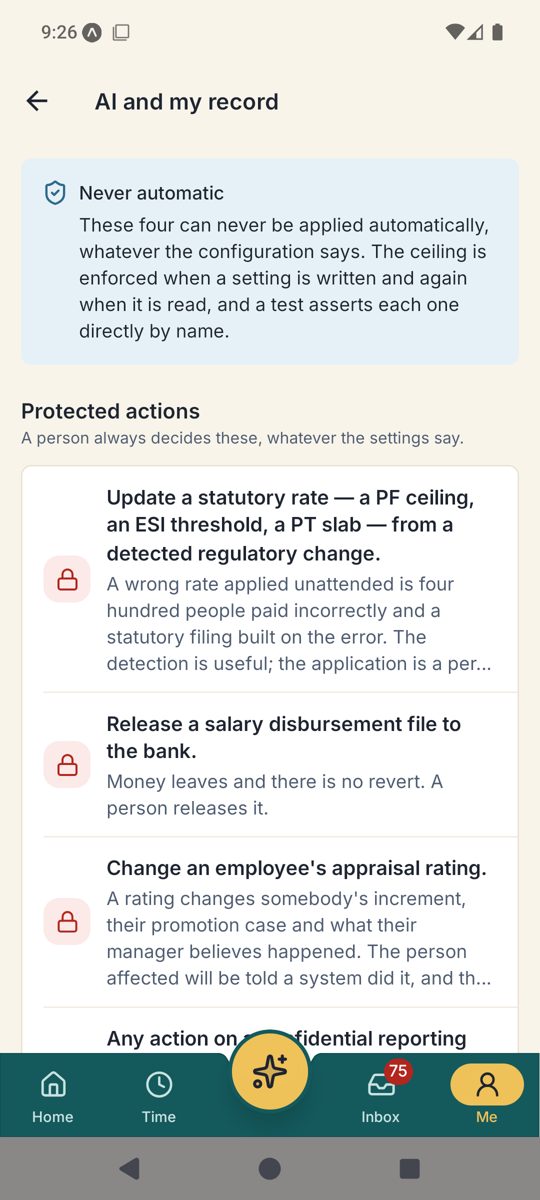 9:26
AI and my record
Never automatic
These four can never be applied automatically,
whatever the configuration says. The ceiling is
enforced when a setting is written and again
when it is read, and a test asserts each one
directly by name.
Protected actions
A person always decides these, whatever the settings say.
Update a statutory rate — a PF ceiling,
an ESI threshold, a PT slab — from a
detected regulatory change.
A wrong rate applied unattended is four
hundred people paid incorrectly and a
statutory filing built on the error. The
detection is useful; the application is a per...
Release a salary disbursement file to
the bank.
Money leaves and there is no revert. A
person releases it.
Change an employee's appraisal rating.
A rating changes somebody's increment,
their promotion case and what their
manager believes happened. The person
affected will be told a system did it, and th...
Any action on a confidential reporting
75
Home
Time
Inbox
Me